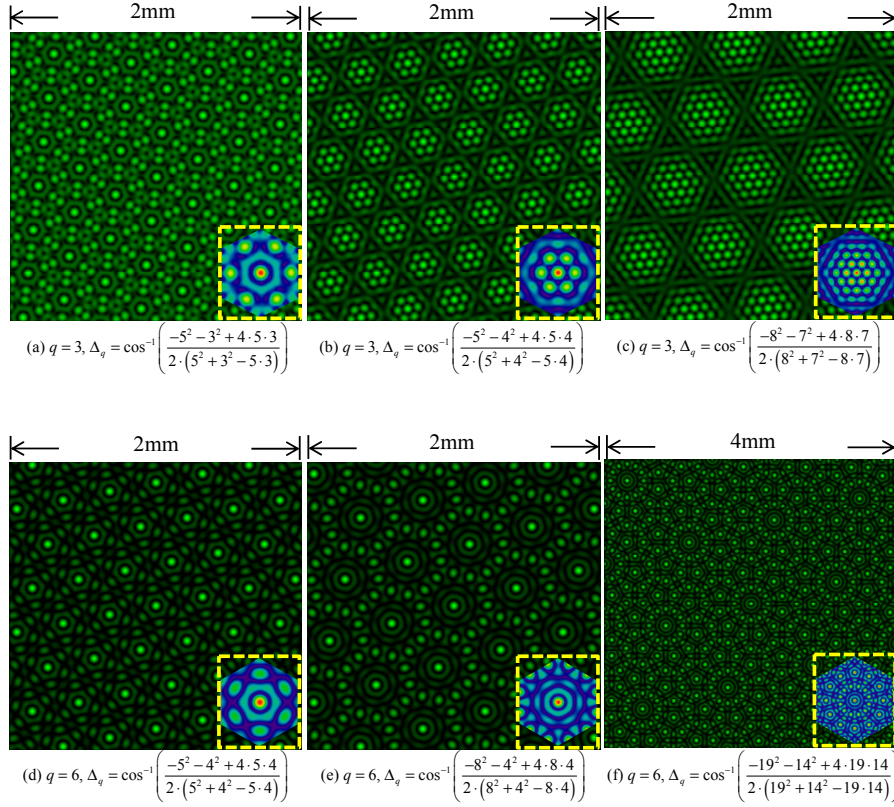 2mm 2mm 2mm
(a) q = 3, Δ_q = cos⁻¹((-5² - 3² + 4·5·3) / (2·(5² + 3² - 5·3)))
(b) q = 3, Δ_q = cos⁻¹((-5² - 4² + 4·5·4) / (2·(5² + 4² - 5·4)))
(c) q = 3, Δ_q = cos⁻¹((-8² - 7² + 4·8·7) / (2·(8² + 7² - 8·7)))
2mm 2mm 4mm
(d) q = 6, Δ_q = cos⁻¹((-5² - 4² + 4·5·4) / (2·(5² + 4² - 5·4)))
(e) q = 6, Δ_q = cos⁻¹((-8² - 4² + 4·8·4) / (2·(8² + 4² - 8·4)))
(f) q = 6, Δ_q = cos⁻¹((-19² - 14² + 4·19·14) / (2·(19² + 14² - 19·14)))